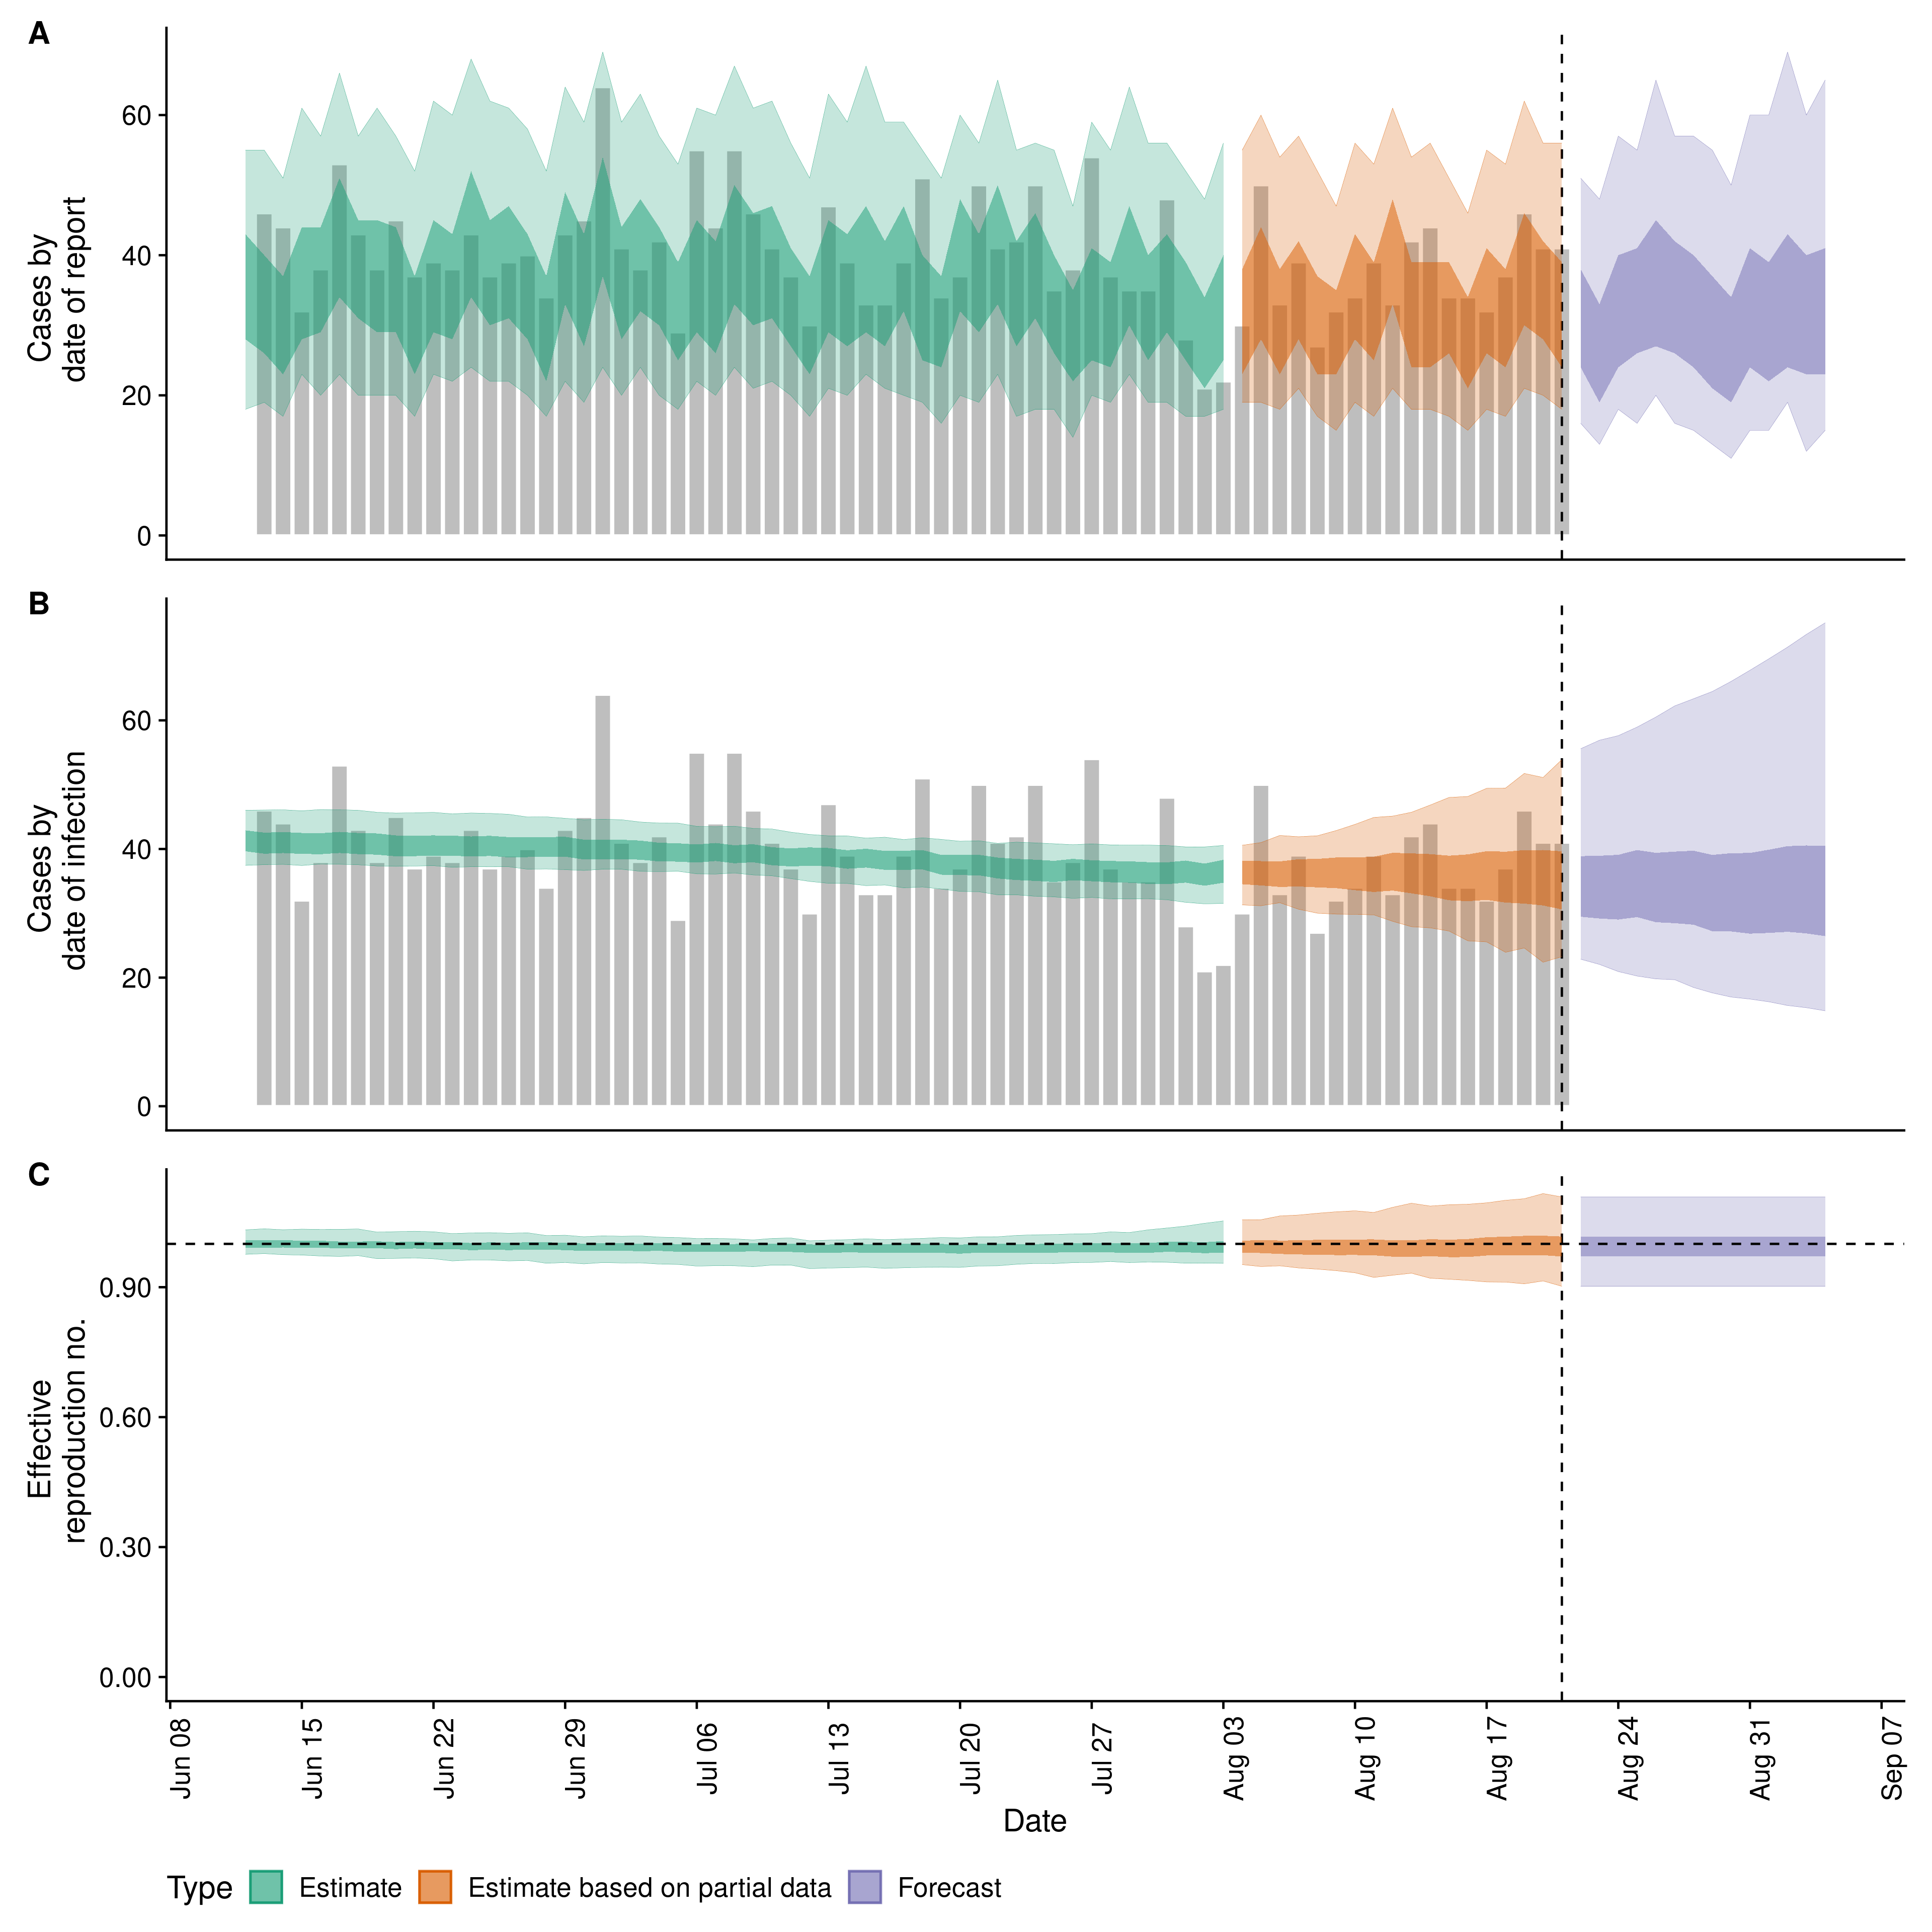 A
Cases by
date of report
60
40
20
0
B
Cases by
date of infection
60
40
20
0
C
Effective
reproduction no.
0.90
0.60
0.30
0.00
Jun 08
Jun 15
Jun 22
Jun 29
Jul 06
Jul 13
Jul 20
Jul 27
Aug 03
Aug 10
Aug 17
Aug 24
Aug 31
Sep 07
Date
Type Estimate Estimate based on partial data Forecast